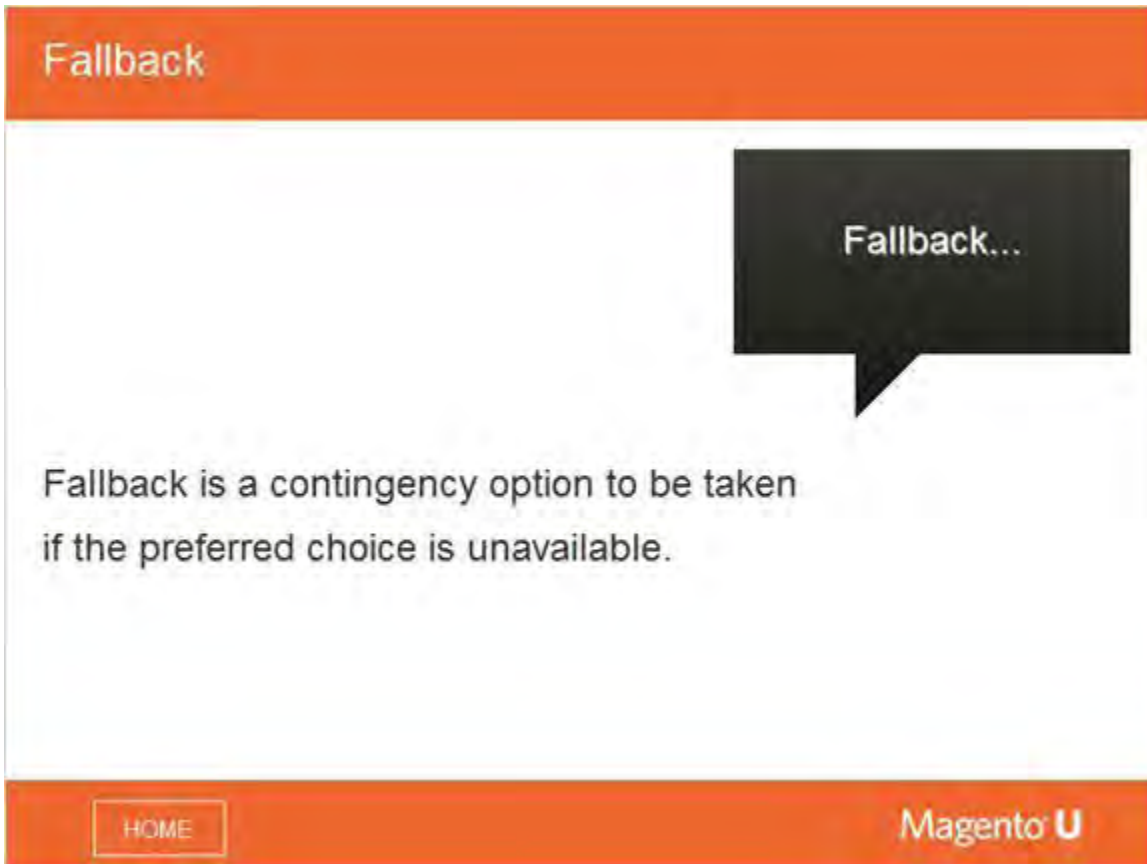 Fallback
Fallback...
Fallback is a contingency option to be taken
if the preferred choice is unavailable.
HOME
Magento U